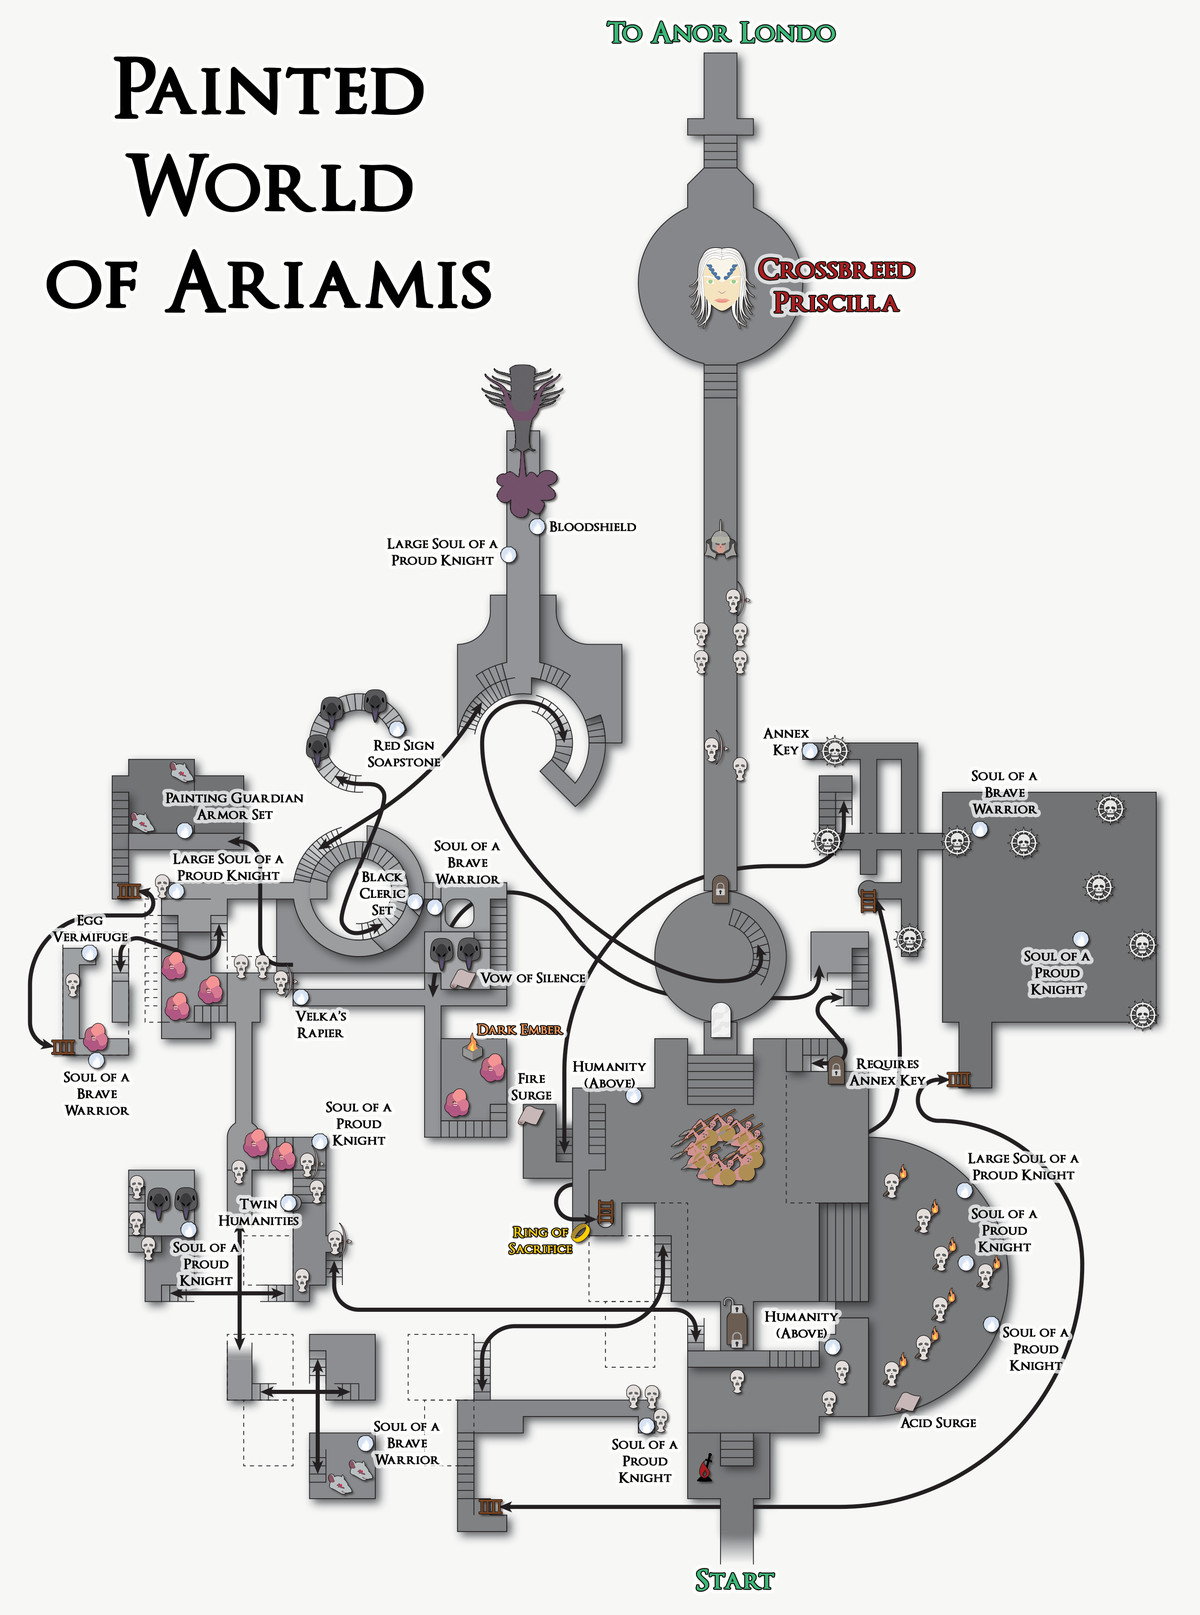 To Anor Londo
Painted
World
of Ariamis
Crossbreed
Priscilla
Bloodshield
Large Soul of a
Proud Knight
Red Sign
Soapstone
Annex
Key
Soul of a
Brave
Warrior
Painting Guardian
Armor Set
Large Soul of a
Proud Knight
Soul of a
Brave
Warrior
Black
Cleric
Set
Egg
Vermifuge
Vow of Silence
Soul of a
Proud
Knight
Velka's
Rapier
Dark Ember
Soul of a
Brave
Warrior
Fire
Surge
Humanity
(Above)
Requires
Annex Key
Soul of a
Proud
Knight
Large Soul of a
Proud Knight
Twin
Humanities
Soul of a
Proud
Knight
Ring of
Sacrifice
Soul of a
Proud
Knight
Humanity
(Above)
Soul of a
Proud
Knight
Acid Surge
Soul of a
Brave
Warrior
Soul of a
Proud
Knight
Start